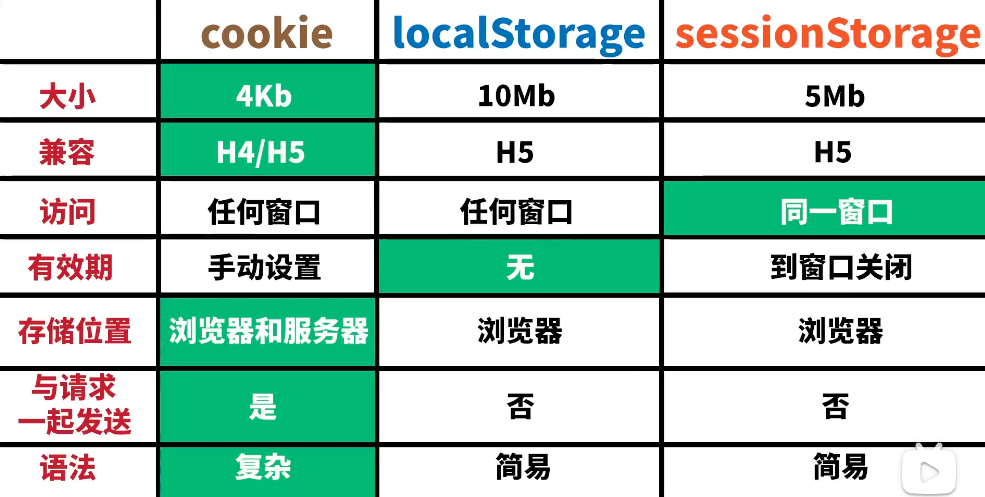 cookie localStorage sessionStorage
大小 4Kb 10Mb 5Mb
兼容 H4/H5 H5 H5
访问 任何窗口 任何窗口 同一窗口
有效期 手动设置 无 到窗口关闭
存储位置 浏览器和服务器 浏览器 浏览器
与请求
一起发送 是 否 否
语法 复杂 简易 简易